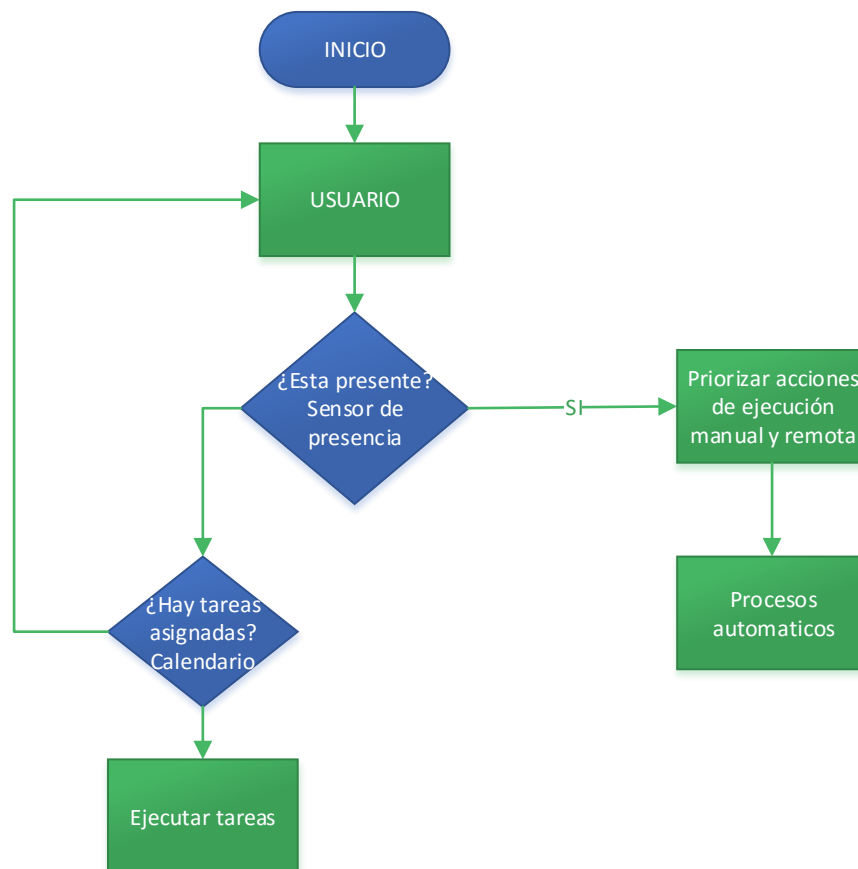 INICIO
USUARIO
¿Esta presente?
Sensor de
presencia
SI
Priorizar acciones
de ejecución
manual y remota
¿Hay tareas
asignadas?
Calendario
Procesos
automaticos
Ejecutar tareas